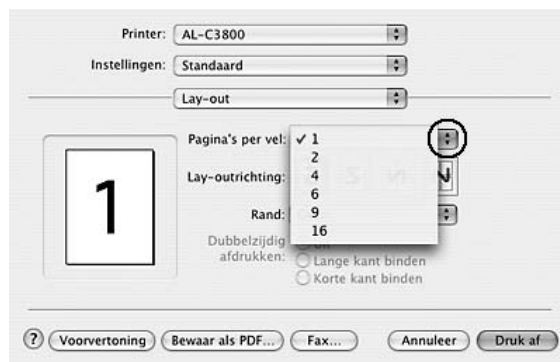 Printer: AL-C3800
Instellingen: Standaard
Lay-out
Pagina's per vel: ✓ 1
2
4
6
9
16
Lay-outrichting:
Rand:
Dubbelzijdig
afdrukken:
Lange kant binden
Korte kant binden
1
? Voorvertoning Bewaar als PDF... Fax... Annuleer Druk af